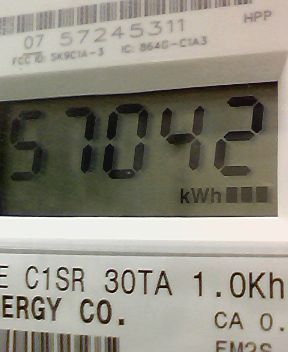 HPP
07 57245311
FCC ID: SK9C1A-3 IC: 864G-C1A3
57042
kWh
E C1SR 30TA 1.0Kh
ERGY CO.
CA 0.
EM2S